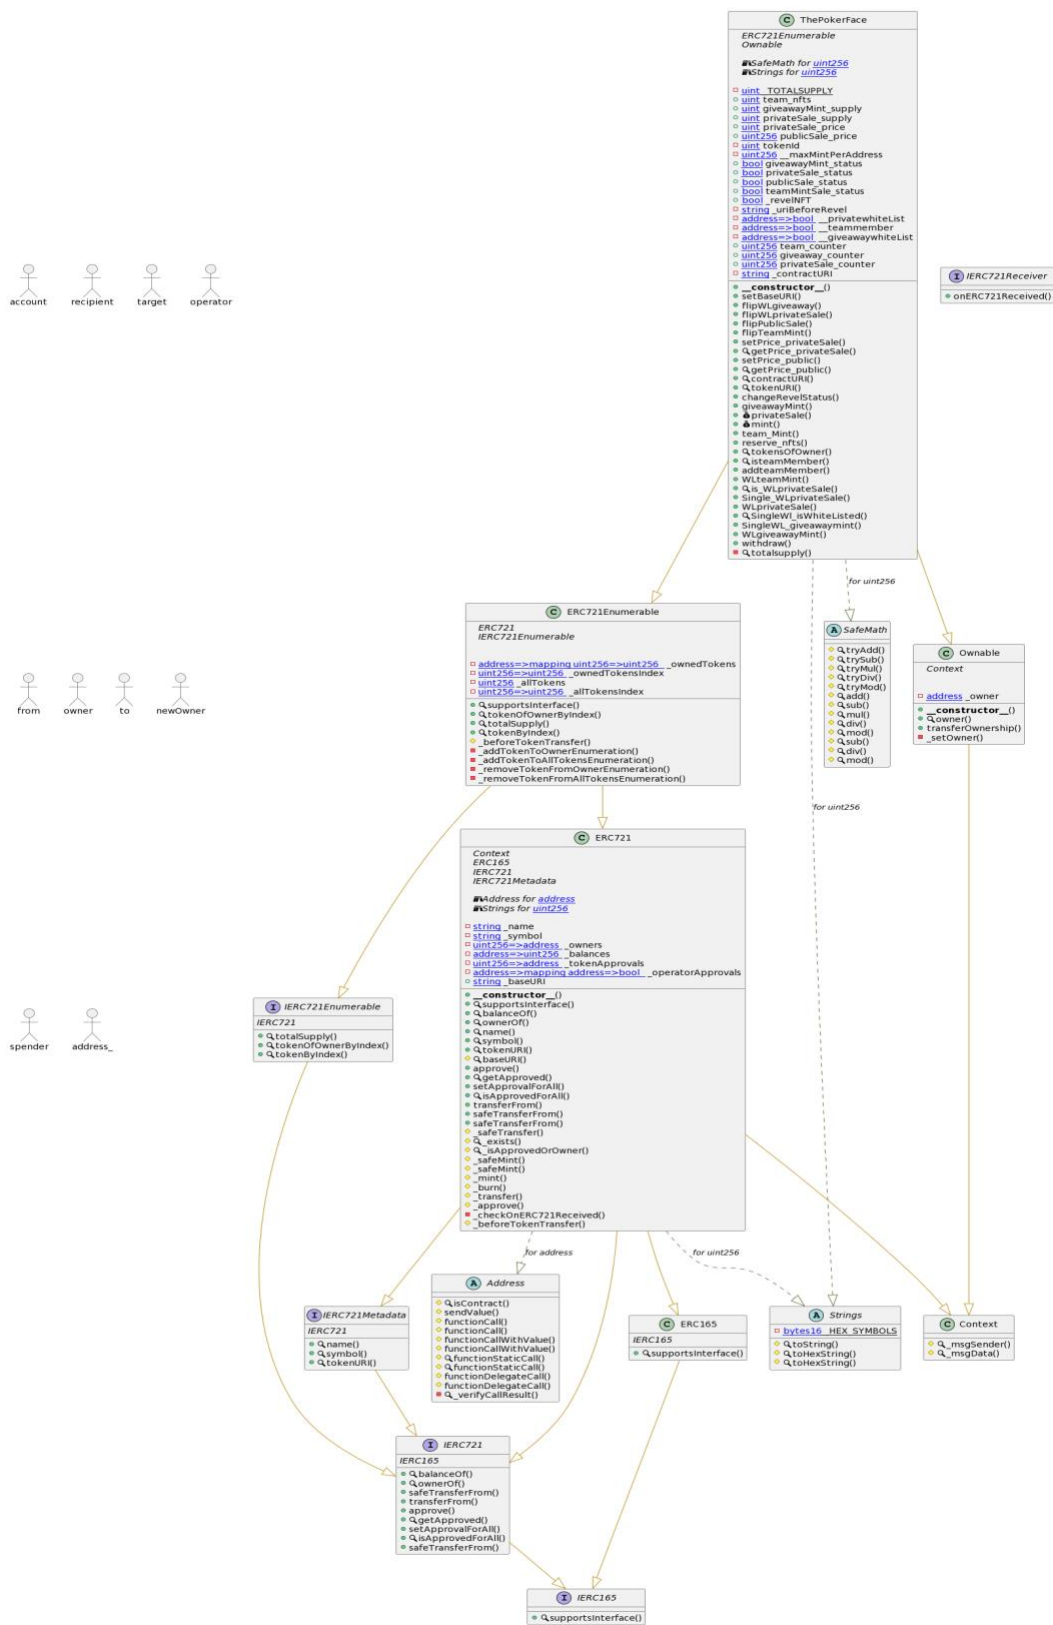 C ThePokerFace
ERC721Enumerable
Ownable
SafeMath for uint256
Strings for uint256
uint _TOTALSUPPLY
uint team_nfts
uint giveawayMint_supply
uint privateSale_supply
uint privateSale_price
uint256 publicSale_price
uint tokenId
uint256 __maxMintPerAddress
bool giveawayMint_status
bool privateSale_status
bool publicSale_status
bool teamMintSale_status
bool _revelNFT
string _uriBeforeRevel
address=>bool __privatewhiteList
address=>bool __teammember
address=>bool __giveawaywhiteList
uint256 team_counter
uint256 giveaway_counter
uint256 privateSale_counter
string _contractURI
__constructor__()
setBaseURI()
flipWLgiveaway()
flipWLprivateSale()
flipPublicSale()
flipTeamMint()
setPrice_privateSale()
getPrice_privateSale()
setPrice_public()
getPrice_public()
contractURI()
tokenURI()
changeRevelStatus()
giveawayMint()
privateSale()
mint()
team_Mint()
reserve_nfts()
tokensOfOwner()
isteamMember()
addteamMember()
WLteamMint()
is_WLprivateSale()
Single_WLprivateSale()
WLprivateSale()
SingleWl_isWhiteListed()
SingleWL_giveawaymint()
WLgiveawayMint()
withdraw()
totalsupply()
account
recipient
target
operator
I IERC721Receiver
onERC721Received()
for uint256
C ERC721Enumerable
ERC721
IERC721Enumerable
address=>mapping uint256=>uint256 _ownedTokens
uint256=>uint256 _ownedTokensIndex
uint256 _allTokens
uint256=>uint256 _allTokensIndex
supportsInterface()
tokenOfOwnerByIndex()
totalSupply()
tokenByIndex()
_beforeTokenTransfer()
_addTokenToOwnerEnumeration()
_addTokenToAllTokensEnumeration()
_removeTokenFromOwnerEnumeration()
_removeTokenFromAllTokensEnumeration()
A SafeMath
tryAdd()
trySub()
tryMul()
tryDiv()
tryMod()
add()
sub()
mul()
div()
mod()
sub()
div()
mod()
C Ownable
Context
address _owner
__constructor__()
owner()
transferOwnership()
_setOwner()
from
owner
to
newOwner
for uint256
C ERC721
Context
ERC165
IERC721
IERC721Metadata
Address for address
Strings for uint256
string _name
string _symbol
uint256=>address _owners
address=>uint256 _balances
uint256=>address _tokenApprovals
address=>mapping address=>bool _operatorApprovals
string _baseURI
__constructor__()
supportsInterface()
balanceOf()
ownerOf()
name()
symbol()
tokenURI()
baseURI()
approve()
getApproved()
setApprovalForAll()
isApprovedForAll()
transferFrom()
safeTransferFrom()
safeTransferFrom()
_safeTransfer()
_exists()
_isApprovedOrOwner()
_safeMint()
_safeMint()
_mint()
_burn()
_transfer()
_approve()
_checkOnERC721Received()
_beforeTokenTransfer()
I IERC721Enumerable
IERC721
totalSupply()
tokenOfOwnerByIndex()
tokenByIndex()
spender
address_
for address
for uint256
I IERC721Metadata
IERC721
name()
symbol()
tokenURI()
A Address
isContract()
sendValue()
functionCall()
functionCall()
functionCallWithValue()
functionCallWithValue()
functionStaticCall()
functionStaticCall()
functionDelegateCall()
functionDelegateCall()
_verifyCallResult()
C ERC165
IERC165
supportsInterface()
A Strings
bytes16 _HEX_SYMBOLS
toString()
toHexString()
toHexString()
C Context
_msgSender()
_msgData()
I IERC721
IERC165
balanceOf()
ownerOf()
safeTransferFrom()
transferFrom()
approve()
getApproved()
setApprovalForAll()
isApprovedForAll()
safeTransferFrom()
I IERC165
supportsInterface()